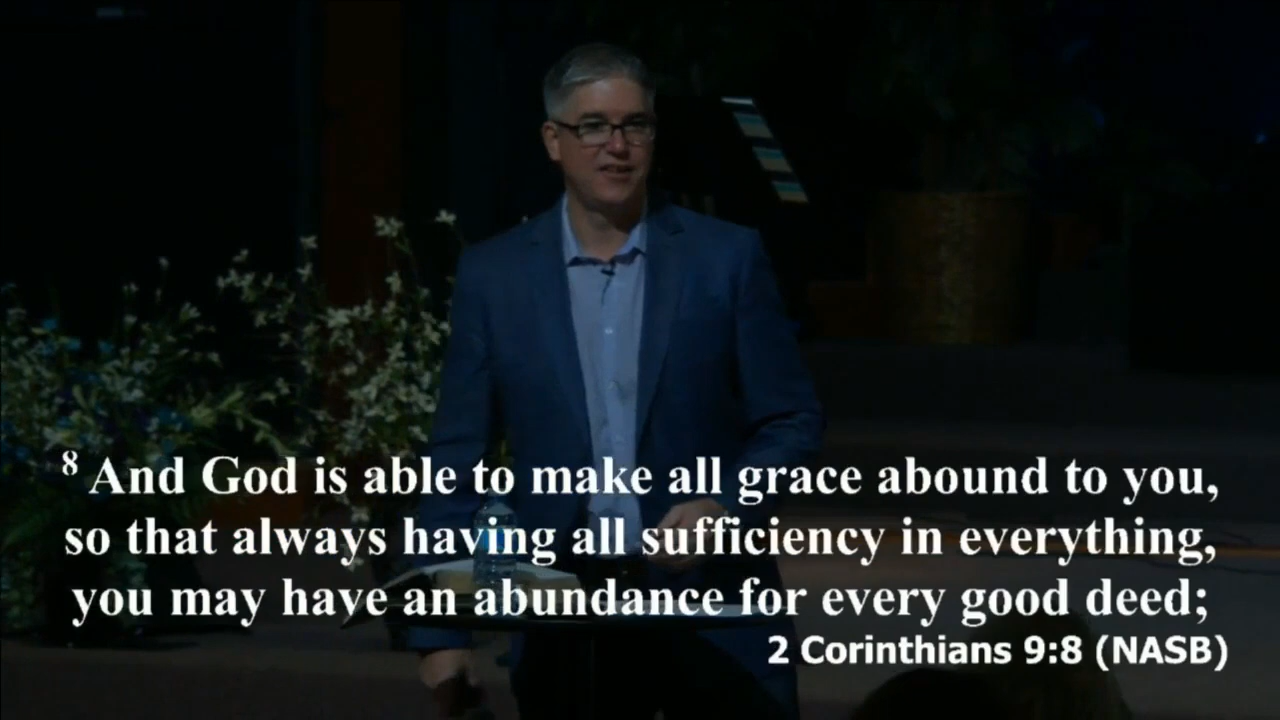 8 And God is able to make all grace abound to you,
so that always having all sufficiency in everything,
you may have an abundance for every good deed;
2 Corinthians 9:8 (NASB)